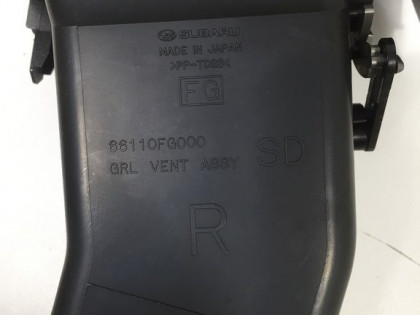 SUBARU
MADE IN JAPAN
>PP-TD20<
FG
66110FG000
GRL VENT ASSY SD
R